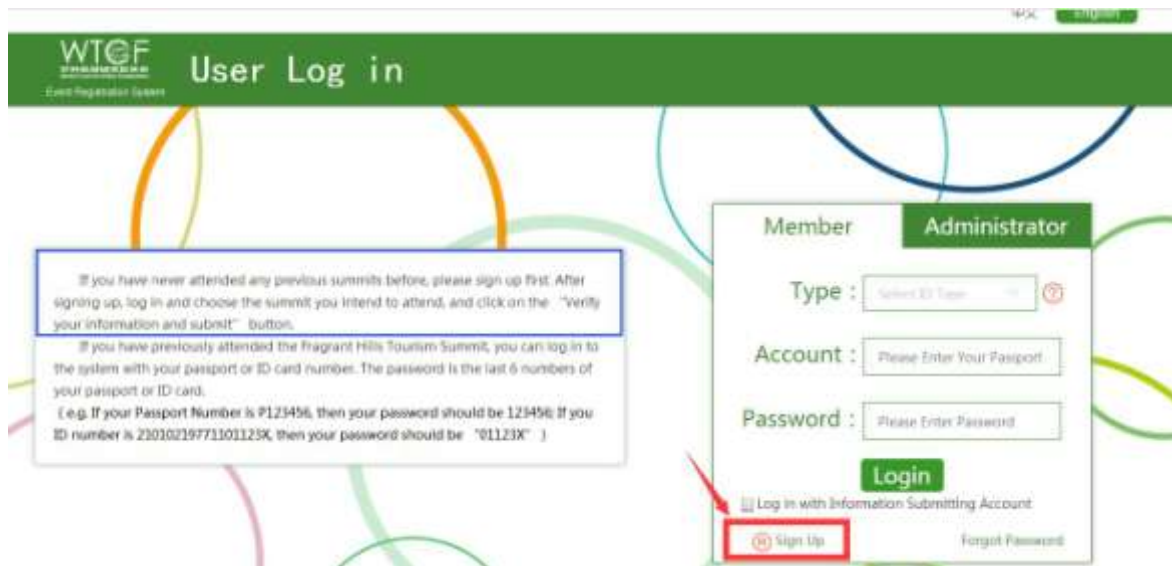 中文 English
WTCF
Event Registration System
User Log in
If you have never attended any previous summits before, please sign up first. After
signing up, log in and choose the summit you intend to attend, and click on the "Verify
your information and submit" button.
If you have previously attended the Fragrant Hills Tourism Summit, you can log in to
the system with your passport or ID card number. The password is the last 6 numbers of
your passport or ID card.
( e.g. If your Passport Number is P123456, then your password should be 123456; If you
ID number is 21010219771101123X, then your password should be "01123X" )
Member Administrator
Type : Select ID Type ?
Account : Please Enter Your Passport
Password : Please Enter Password
Login
Log in with Information Submitting Account
Sign Up Forgot Password